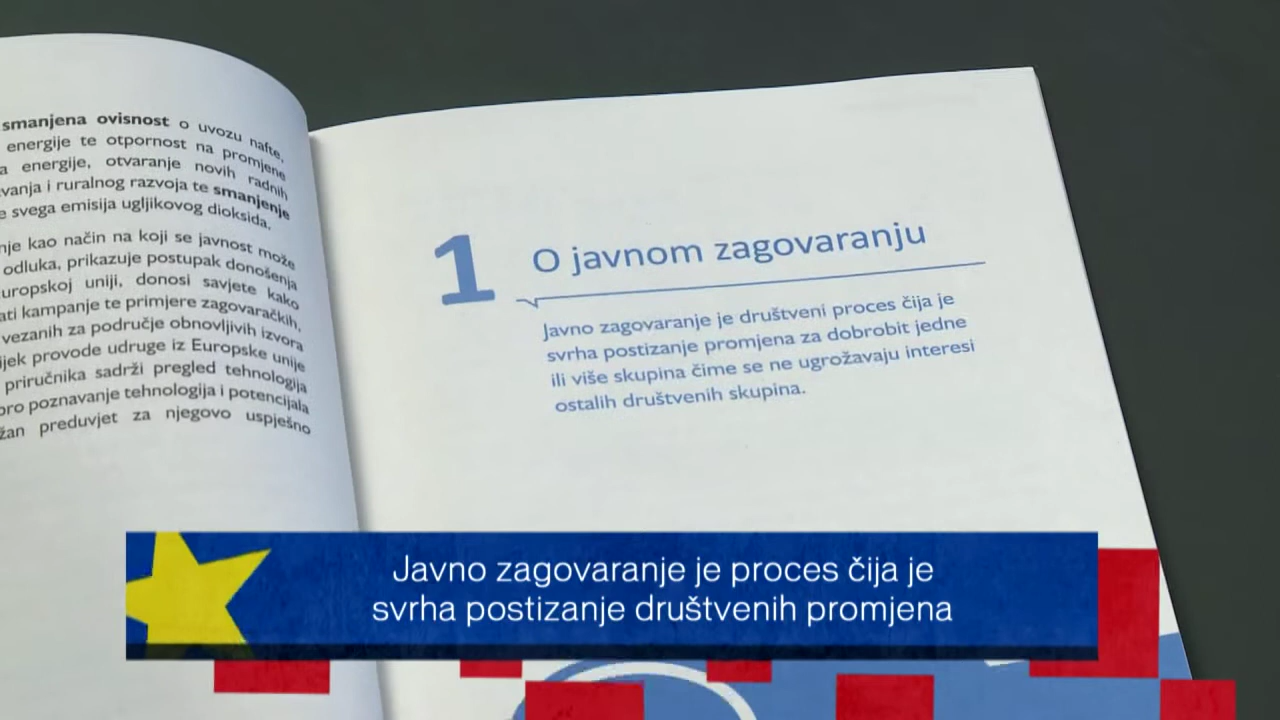 smanjena ovisnost o uvozu nafte,
energije te otpornost na promjene
a energije, otvaranje novih radnih
vanja i ruralnog razvoja te smanjenje
e svega emisija ugljikovog dioksida.
nje kao način na koji se javnost može
odluka, prikazuje postupak donošenja
uropskoj uniji, donosi savjete kako
ati kampanje te primjere zagovaračkih,
vezanih za područje obnovljivih izvora
ijek provode udruge iz Europske unije
priručnika sadrži pregled tehnologija
bro poznavanje tehnologija i potencijala
žan preduvjet za njegovo uspješno
1 O javnom zagovaranju
Javno zagovaranje je društveni proces čija je
svrha postizanje promjena za dobrobit jedne
ili više skupina čime se ne ugrožavaju interesi
ostalih društvenih skupina.
Javno zagovaranje je proces čija je
svrha postizanje društvenih promjena